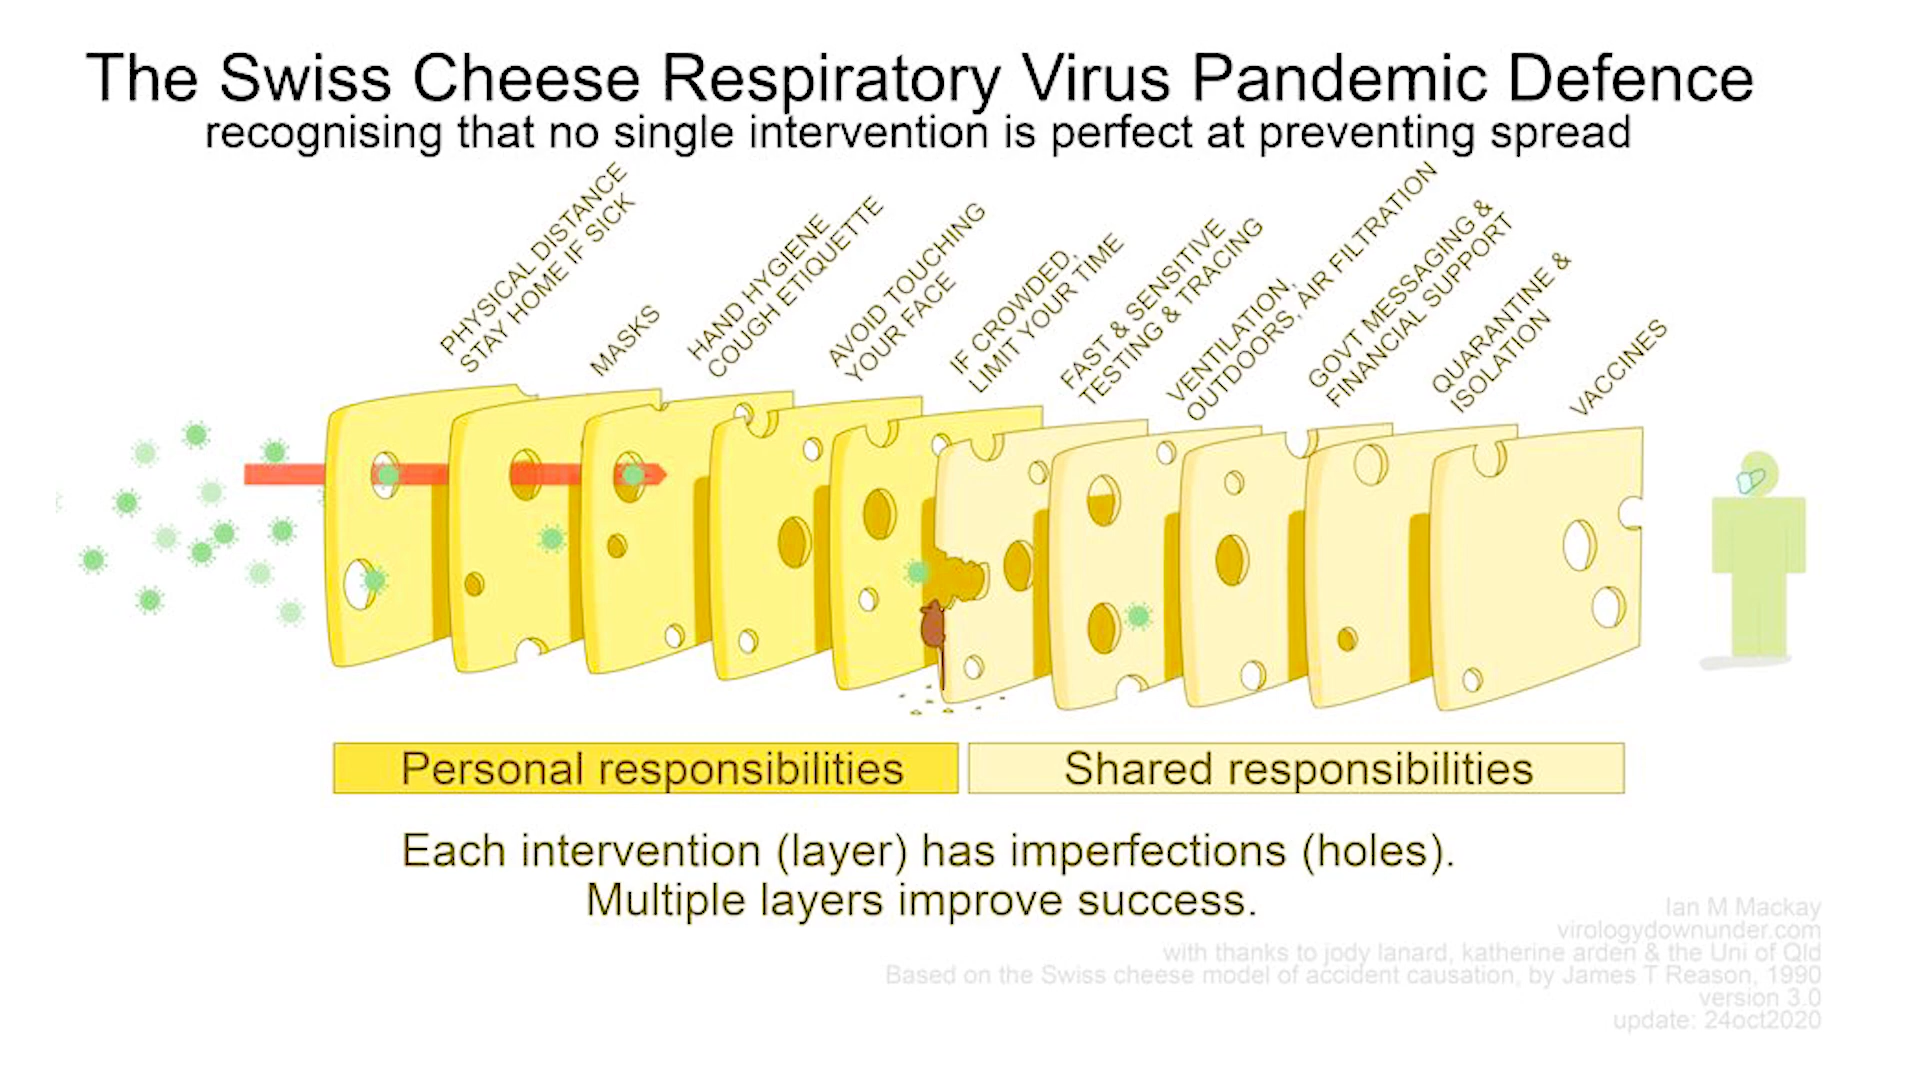 The Swiss Cheese Respiratory Virus Pandemic Defence
recognising that no single intervention is perfect at preventing spread
PHYSICAL DISTANCE
STAY HOME IF SICK
MASKS
HAND HYGIENE
COUGH ETIQUETTE
AVOID TOUCHING
YOUR FACE
IF CROWDED,
LIMIT YOUR TIME
FAST & SENSITIVE
TESTING & TRACING
VENTILATION,
OUTDOORS, AIR FILTRATION
GOVT MESSAGING &
FINANCIAL SUPPORT
QUARANTINE &
ISOLATION
VACCINES
Personal responsibilities
Shared responsibilities
Each intervention (layer) has imperfections (holes).
Multiple layers improve success.
Ian M Mackay
virologydownunder.com
with thanks to jody lanard, katherine arden & the Uni of Qld
Based on the Swiss cheese model of accident causation, by James T Reason, 1990
version 3.0
update: 24oct2020